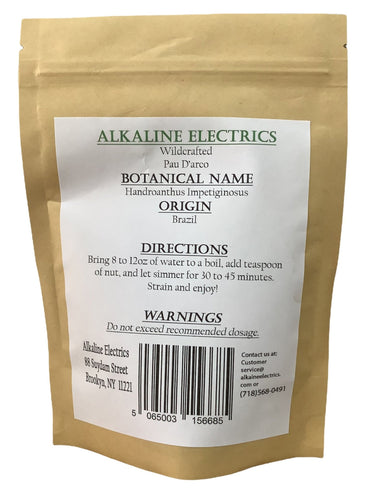 ALKALINE ELECTRICS
Wildcrafted
Pau D'arco
BOTANICAL NAME
Handroanthus Impetiginosus
ORIGIN
Brazil
DIRECTIONS
Bring 8 to 12oz of water to a boil, add teaspoon
of nut, and let simmer for 30 to 45 minutes.
Strain and enjoy!
WARNINGS
Do not exceed recommended dosage.
Alkaline Electrics
88 Suydam Street
Brookyn, NY 11221
5 065003 156685
Contact us at:
Customer
service@
alkaineelectrics.
com or
(718)568-0491